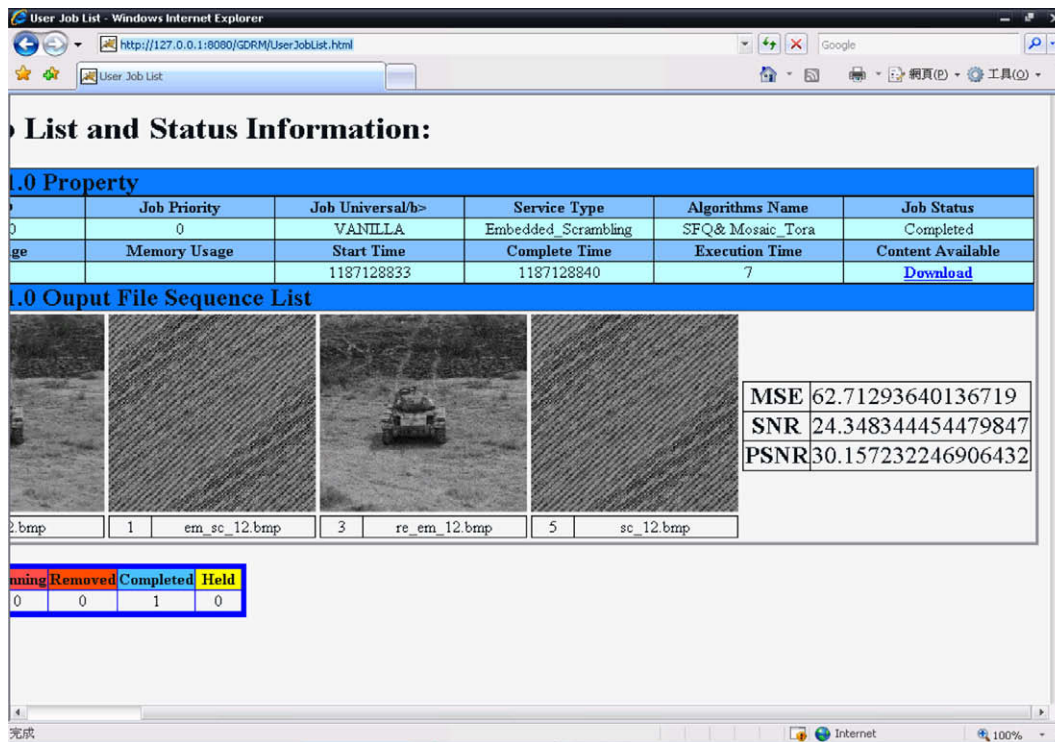 User Job List - Windows Internet Explorer
http://127.0.0.1:8080/GDRM/UserJobList.html
Google
User Job List
網頁(P)
工具(O)
List and Status Information:
1.0 Property
Job Priority Job Universal/b> Service Type Algorithms Name Job Status
0 0 VANILLA Embedded_Scrambling SFQ& Mosaic_Tora Completed
ge Memory Usage Start Time Complete Time Execution Time Content Available
1187128833 1187128840 7 Download
1.0 Ouput File Sequence List
MSE 62.71293640136719
SNR 24.348344454479847
PSNR 30.157232246906432
2.bmp 1 em_sc_12.bmp 3 re_em_12.bmp 5 sc_12.bmp
nning Removed Completed Held
0 0 1 0
完成
Internet
100%